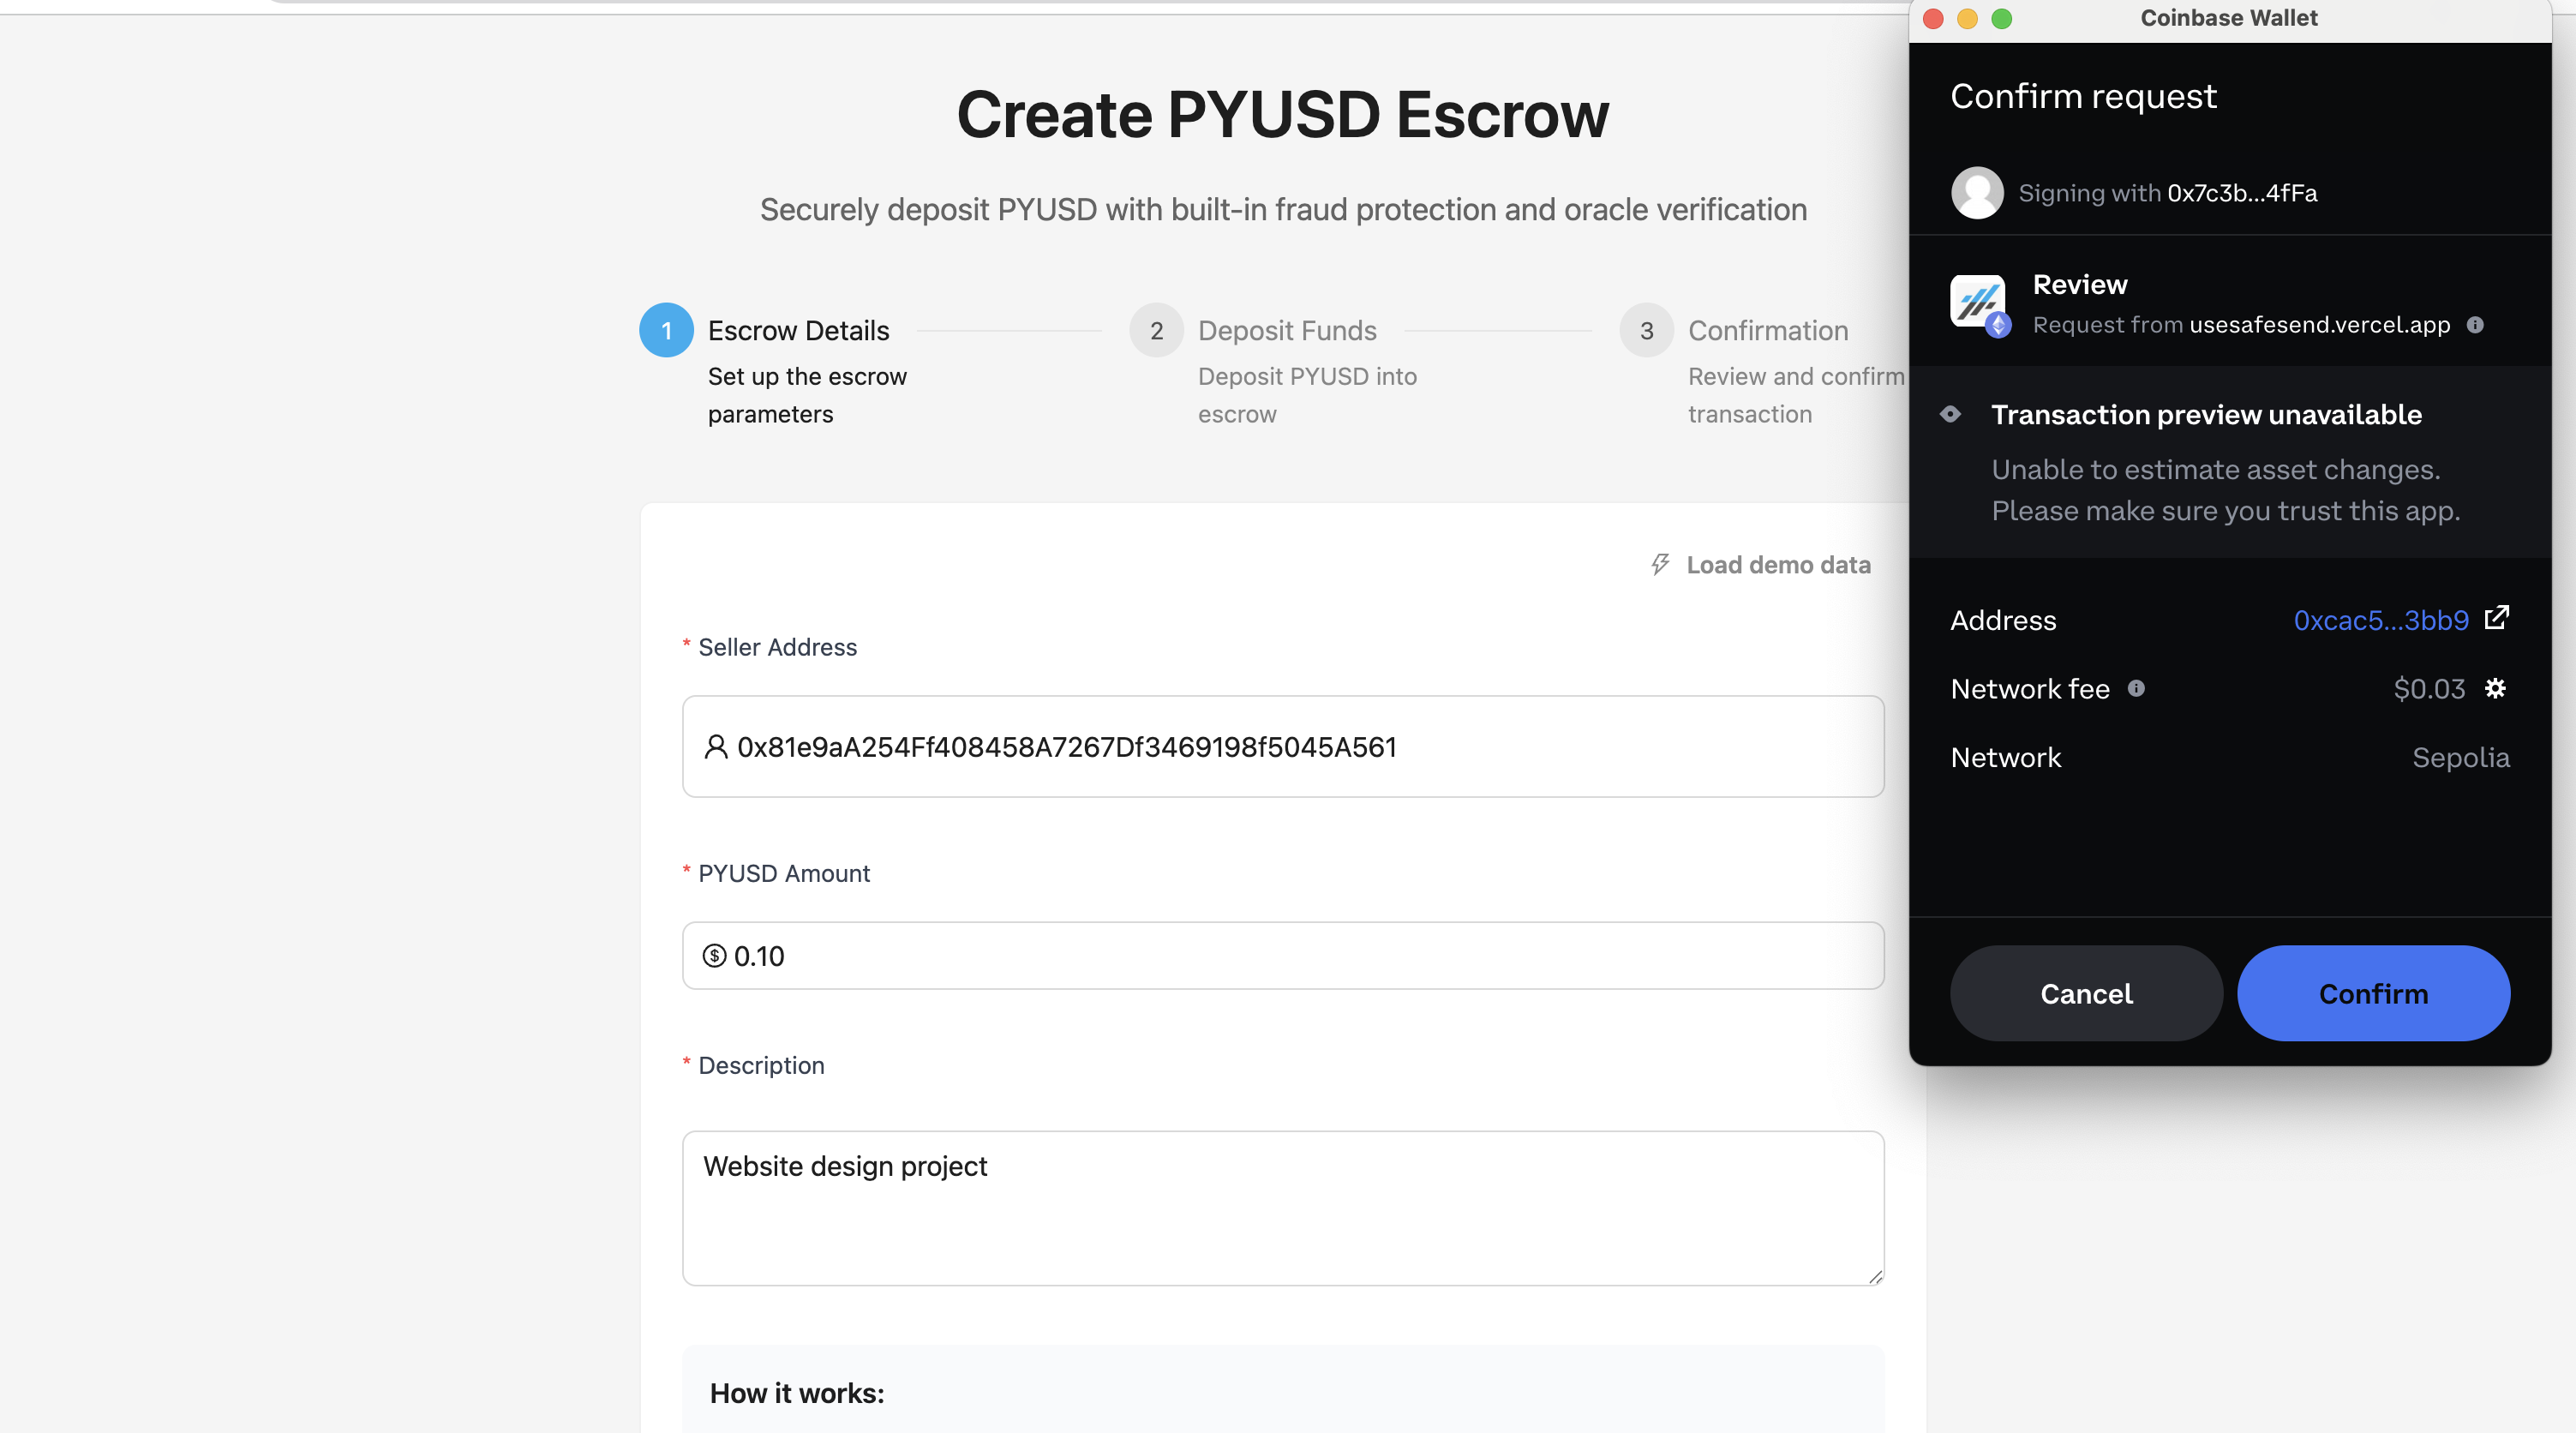 Create PYUSD Escrow
Securely deposit PYUSD with built-in fraud protection and oracle verification
1
Escrow Details
Set up the escrow
parameters
2
Deposit Funds
Deposit PYUSD into
escrow
3
Confirmation
Review and confirm
transaction
Load demo data
* Seller Address
0x81e9aA254Ff408458A7267Df3469198f5045A561
* PYUSD Amount
0.10
* Description
Website design project
How it works:
Coinbase Wallet
Confirm request
Signing with 0x7c3b...4fFa
Review
Request from usesafesend.vercel.app
Transaction preview unavailable
Unable to estimate asset changes.
Please make sure you trust this app.
Address 0xcac5...3bb9
Network fee $0.03
Network Sepolia
Cancel Confirm